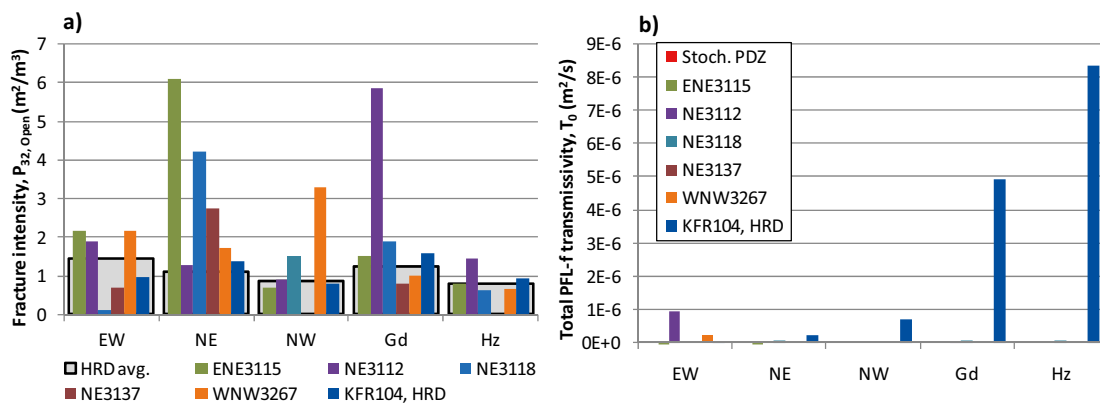 a)
Fracture intensity, P32, Open (m²/m³)
7
6
5
4
3
2
1
0
EW NE NW Gd Hz
HRD avg. ENE3115 NE3112 NE3118
NE3137 WNW3267 KFR104, HRD
b)
Total PFL-f transmissivity, T0 (m²/s)
9E-6
8E-6
7E-6
6E-6
5E-6
4E-6
3E-6
2E-6
1E-6
0E+0
Stoch. PDZ
ENE3115
NE3112
NE3118
NE3137
WNW3267
KFR104, HRD
EW NE NW Gd Hz